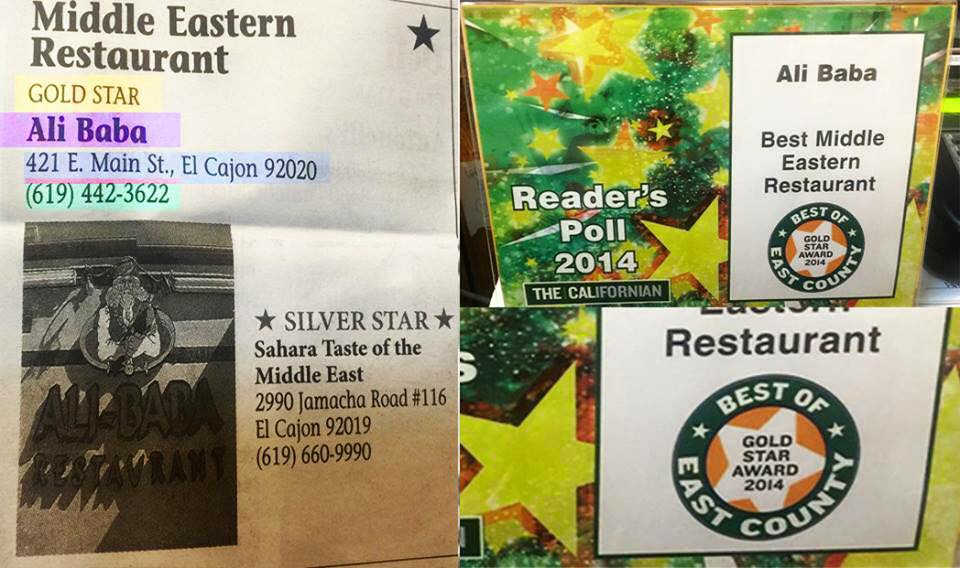 Middle Eastern
Restaurant
★
GOLD STAR
Ali Baba
421 E. Main St., El Cajon 92020
(619) 442-3622
ALI-BABA
RESTAURANT
★ SILVER STAR ★
Sahara Taste of the
Middle East
2990 Jamacha Road #116
El Cajon 92019
(619) 660-9990
Reader's
Poll
2014
THE CALIFORNIAN
Ali Baba
Best Middle
Eastern
Restaurant
BEST OF
GOLD
STAR
AWARD
2014
EAST COUNTY
Eastern
Restaurant
BEST OF
GOLD
STAR
AWARD
2014
EAST COUNTY